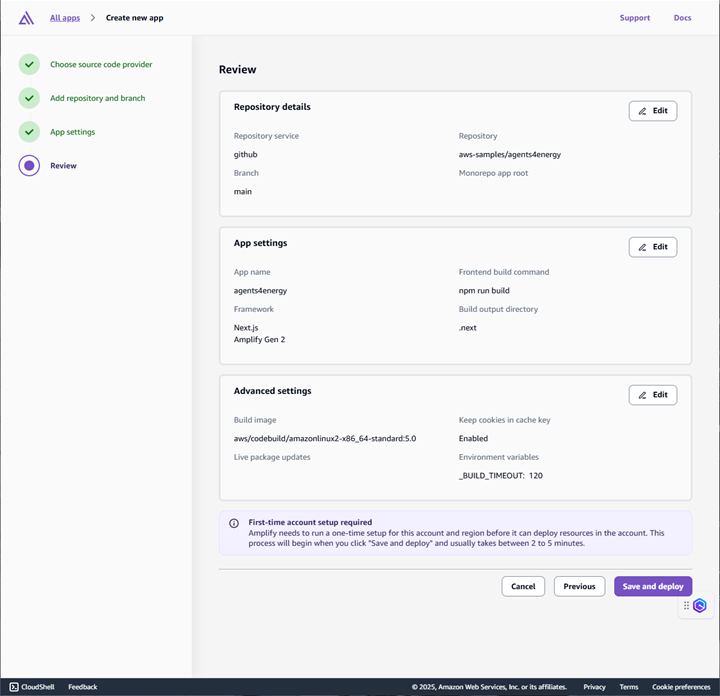 All apps
Create new app
Support
Docs
Choose source code provider
Add repository and branch
App settings
Review
Review
Repository details
Edit
Repository service
github
Repository
aws-samples/agents4energy
Branch
main
Monorepo app root
App settings
Edit
App name
agents4energy
Frontend build command
npm run build
Framework
Next.js
Amplify Gen 2
Build output directory
.next
Advanced settings
Edit
Build image
aws/codebuild/amazonlinux2-x86_64-standard:5.0
Keep cookies in cache key
Enabled
Live package updates
Environment variables
_BUILD_TIMEOUT: 120
First-time account setup required
Amplify needs to run a one-time setup for this account and region before it can deploy resources in the account. This
process will begin when you click "Save and deploy" and usually takes between 2 to 5 minutes.
Cancel
Previous
Save and deploy
CloudShell
Feedback
© 2025, Amazon Web Services, Inc. or its affiliates.
Privacy
Terms
Cookie preferences